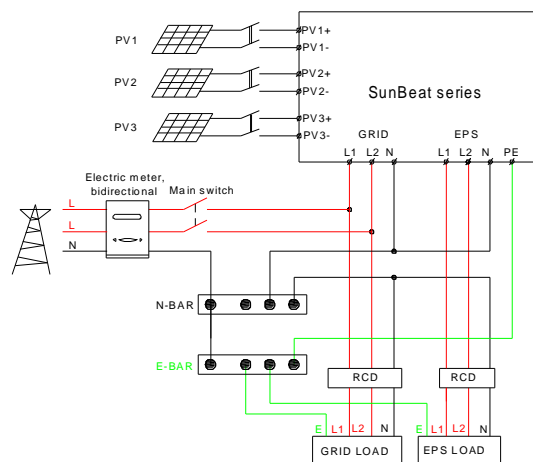 PV1
PV1+
PV1-
PV2
PV2+
PV2-
SunBeat series
PV3
PV3+
PV3-
GRID
EPS
L1 L2 N
L1 L2 N PE
Electric meter,
bidirectional
Main switch
L
L
N
N-BAR
E-BAR
RCD
RCD
E L1 L2 N
E L1 L2 N
GRID LOAD
EPS LOAD